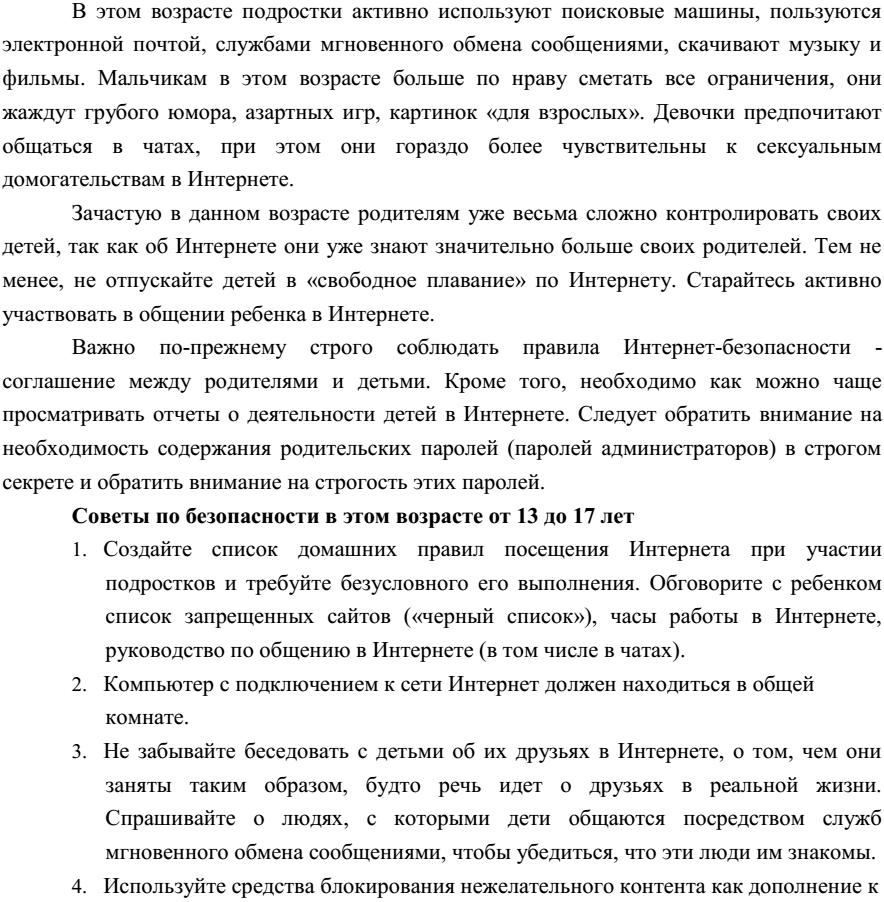 В этом возрасте подростки активно используют поисковые машины, пользуются
электронной почтой, службами мгновенного обмена сообщениями, скачивают музыку и
фильмы. Мальчикам в этом возрасте больше по нраву сметать все ограничения, они
жаждут грубого юмора, азартных игр, картинок «для взрослых». Девочки предпочитают
общаться в чатах, при этом они гораздо более чувствительны к сексуальным
домогательствам в Интернете.
Зачастую в данном возрасте родителям уже весьма сложно контролировать своих
детей, так как об Интернете они уже знают значительно больше своих родителей. Тем не
менее, не отпускайте детей в «свободное плавание» по Интернету. Старайтесь активно
участвовать в общении ребенка в Интернете.
Важно по-прежнему строго соблюдать правила Интернет-безопасности -
соглашение между родителями и детьми. Кроме того, необходимо как можно чаще
просматривать отчеты о деятельности детей в Интернете. Следует обратить внимание на
необходимость содержания родительских паролей (паролей администраторов) в строгом
секрете и обратить внимание на строгость этих паролей.
Советы по безопасности в этом возрасте от 13 до 17 лет
1. Создайте список домашних правил посещения Интернета при участии
подростков и требуйте безусловного его выполнения. Обговорите с ребенком
список запрещенных сайтов («черный список»), часы работы в Интернете,
руководство по общению в Интернете (в том числе в чатах).
2. Компьютер с подключением к сети Интернет должен находиться в общей
комнате.
3. Не забывайте беседовать с детьми об их друзьях в Интернете, о том, чем они
заняты таким образом, будто речь идет о друзьях в реальной жизни.
Спрашивайте о людях, с которыми дети общаются посредством служб
мгновенного обмена сообщениями, чтобы убедиться, что эти люди им знакомы.
4. Используйте средства блокирования нежелательного контента как дополнение к